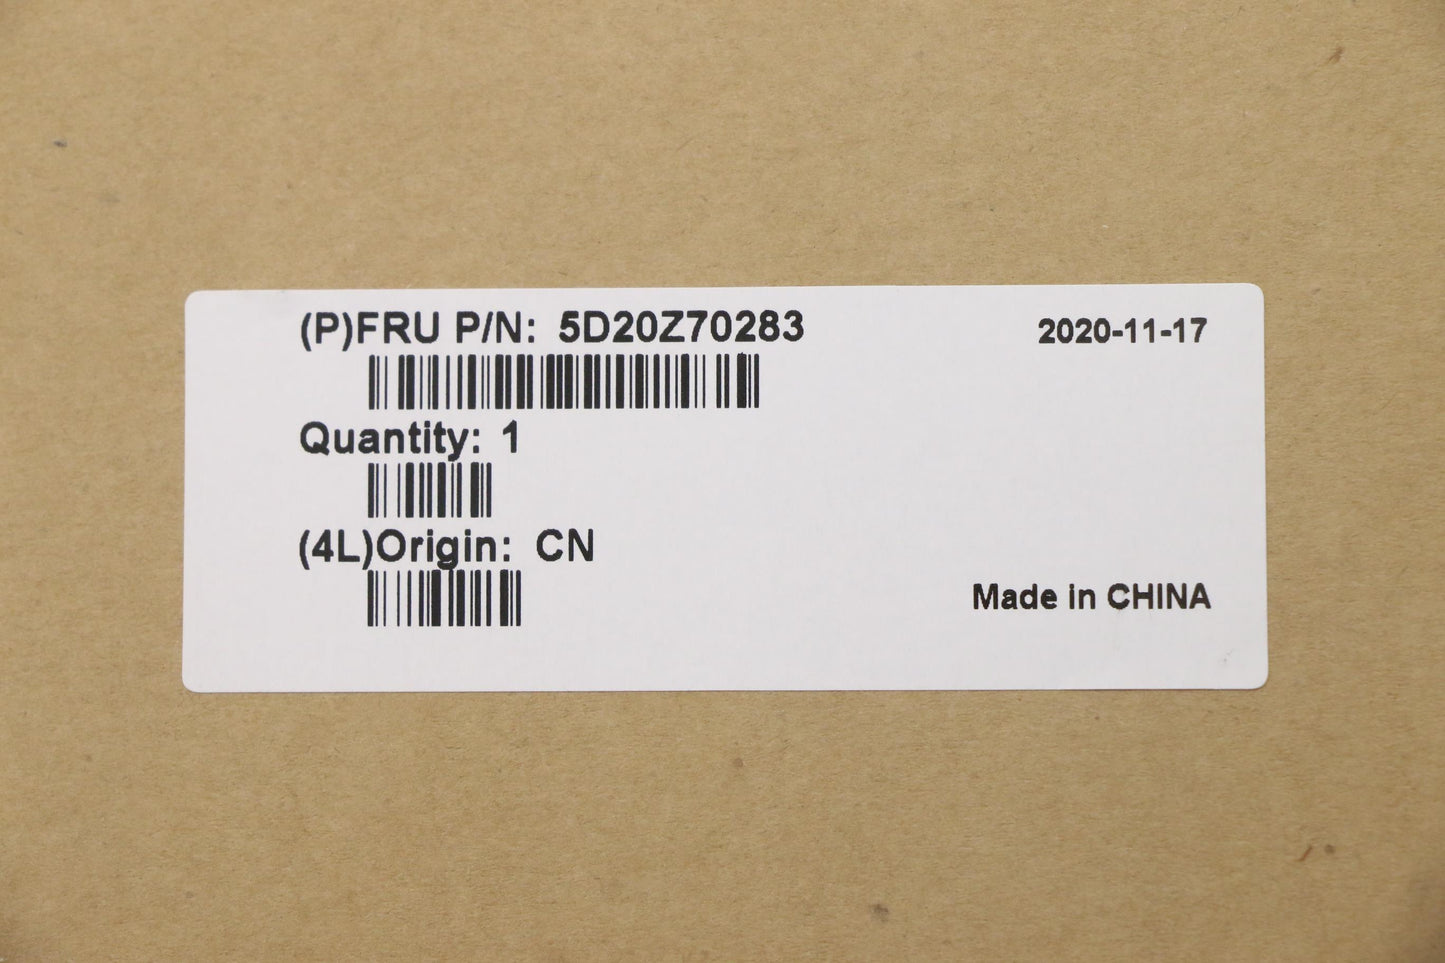 (P)FRU P/N: 5D20Z70283 2020-11-17
Quantity: 1
(4L)Origin: CN
Made in CHINA